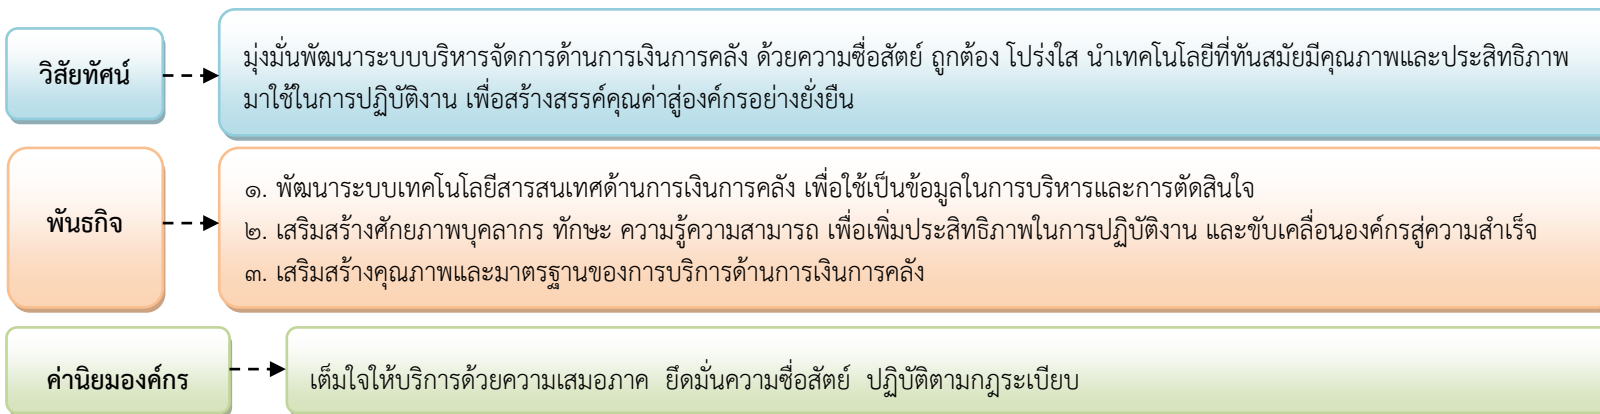 วิสัยทัศน์
มุ่งมั่นพัฒนาระบบบริหารจัดการด้านการเงินการคลัง ด้วยความซื่อสัตย์ ถูกต้อง โปร่งใส นำเทคโนโลยีที่ทันสมัยมีคุณภาพและประสิทธิภาพ
มาใช้ในการปฏิบัติงาน เพื่อสร้างสรรค์คุณค่าสู่องค์กรอย่างยั่งยืน
พันธกิจ
๑. พัฒนาระบบเทคโนโลยีสารสนเทศด้านการเงินการคลัง เพื่อใช้เป็นข้อมูลในการบริหารและการตัดสินใจ
๒. เสริมสร้างศักยภาพบุคลากร ทักษะ ความรู้ความสามารถ เพื่อเพิ่มประสิทธิภาพในการปฏิบัติงาน และขับเคลื่อนองค์กรสู่ความสำเร็จ
๓. เสริมสร้างคุณภาพและมาตรฐานของการบริการด้านการเงินการคลัง
ค่านิยมองค์กร
เต็มใจให้บริการด้วยความเสมอภาค ยึดมั่นความซื่อสัตย์ ปฏิบัติตามกฎระเบียบ